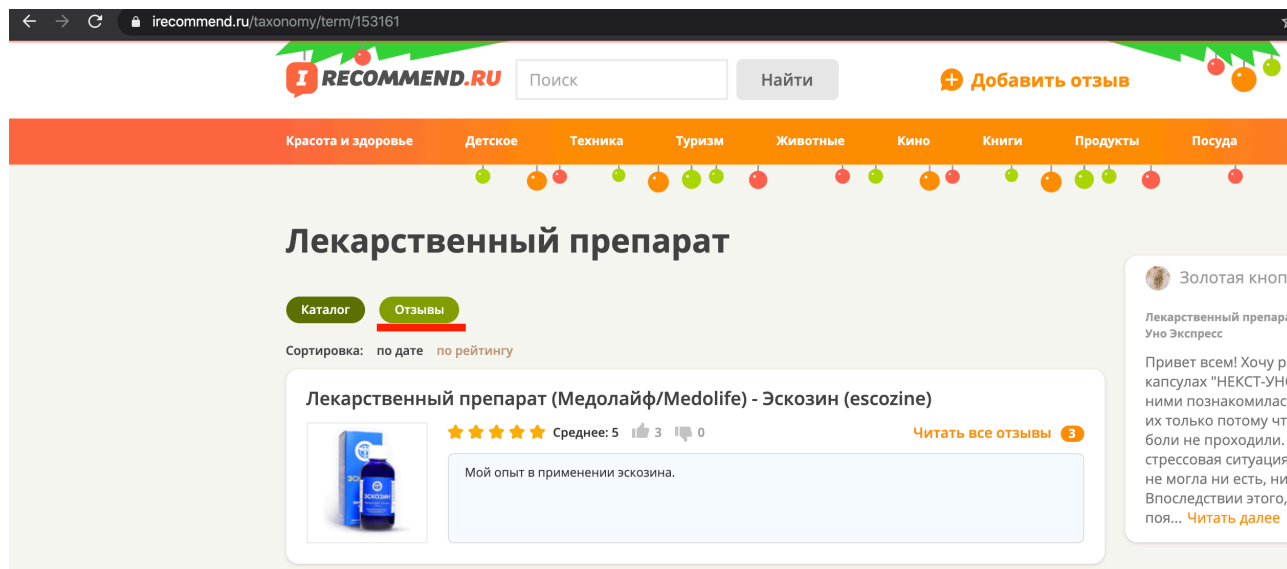 irecommend.ru/taxonomy/term/153161
I RECOMMEND.RU
Поиск
Найти
Добавить отзыв
Красота и здоровье Детское Техника Туризм Животные Кино Книги Продукты Посуда
Лекарственный препарат
Каталог Отзывы
Сортировка: по дате по рейтингу
Лекарственный препарат (Медолайф/Medolife) - Эскозин (escozine)
Среднее: 5 3 0
Читать все отзывы 3
Мой опыт в применении эскозина.
ЭСКОЗИН
Золотая кноп
Лекарственный препара
Уно Экспресс
Привет всем! Хочу р
капсулах "НЕКСТ-УН
ними познакомилас
их только потому чт
боли не проходили.
стрессовая ситуация
не могла ни есть, ни
Впоследствии этого,
поя... Читать далее